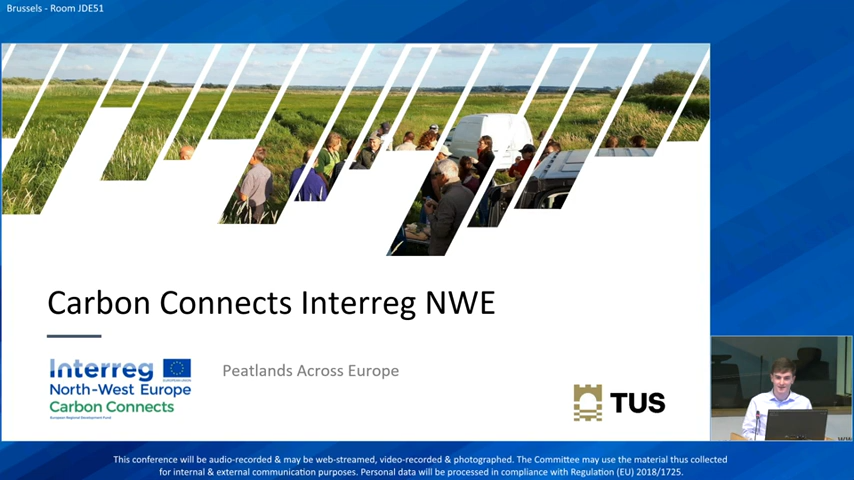 Brussels - Room JDE51
Carbon Connects Interreg NWE
Interreg
EUROPEAN UNION
North-West Europe
Carbon Connects
European Regional Development Fund
Peatlands Across Europe
TUS
This conference will be audio-recorded & may be web-streamed, video-recorded & photographed. The Committee may use the material thus collected
for internal & external communication purposes. Personal data will be processed in compliance with Regulation (EU) 2018/1725.